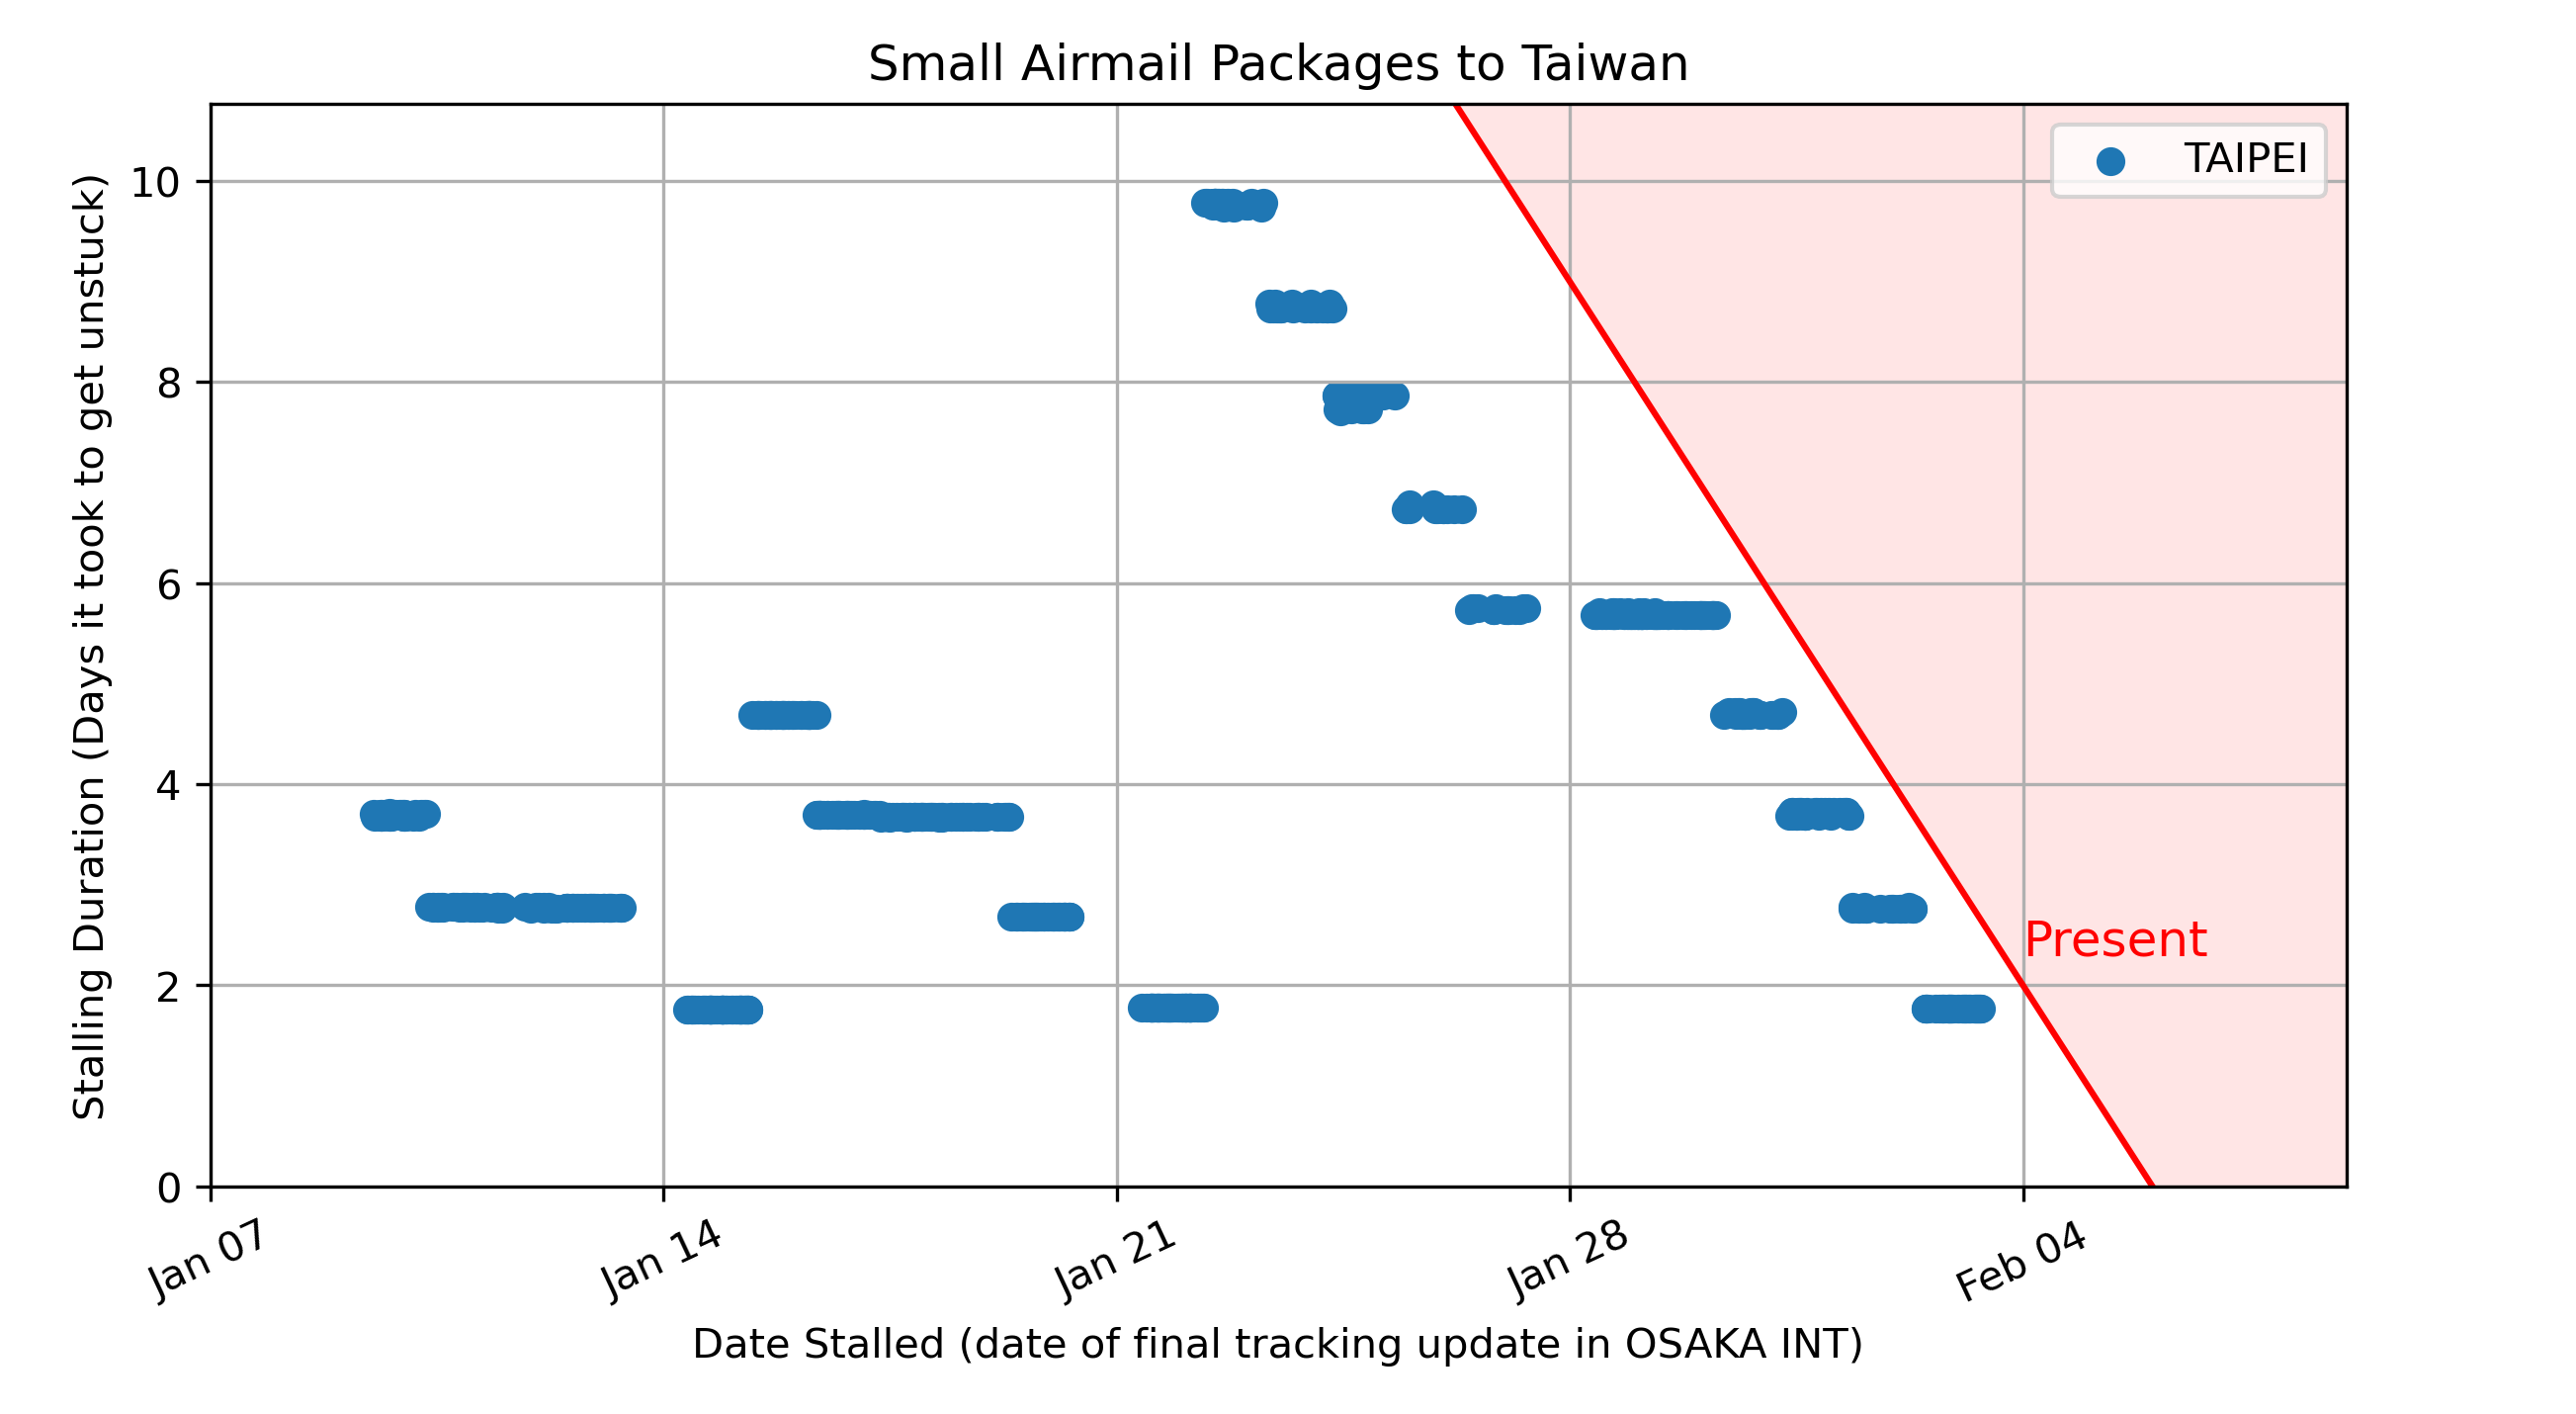 Small Airmail Packages to Taiwan
Stalling Duration (Days it took to get unstuck)
10
8
6
4
2
0
TAIPEI
Present
Jan 07
Jan 14
Jan 21
Jan 28
Feb 04
Date Stalled (date of final tracking update in OSAKA INT)